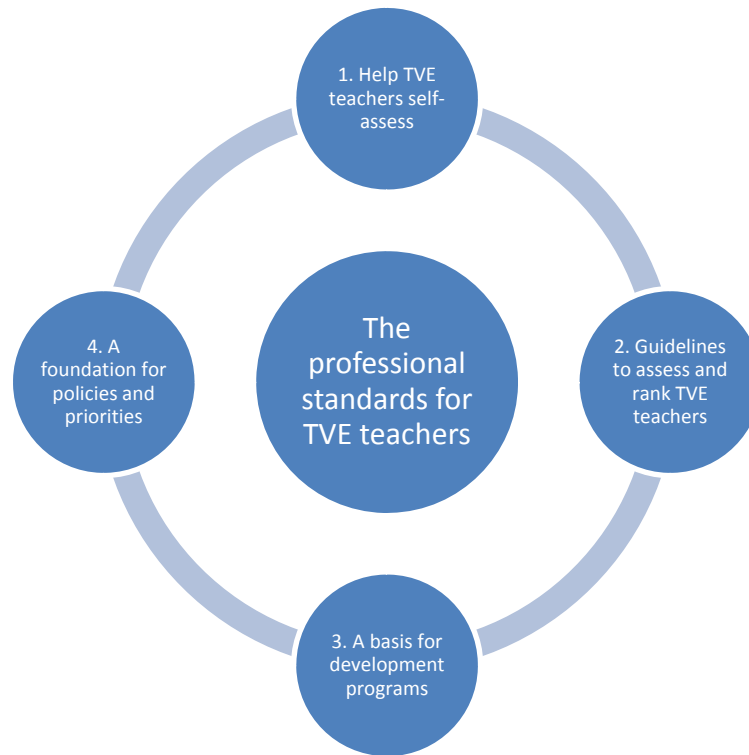 1. Help TVE
teachers self-
assess
The
professional
standards for
TVE teachers
2. Guidelines
to assess and
rank TVE
teachers
3. A basis for
development
programs
4. A
foundation for
policies and
priorities